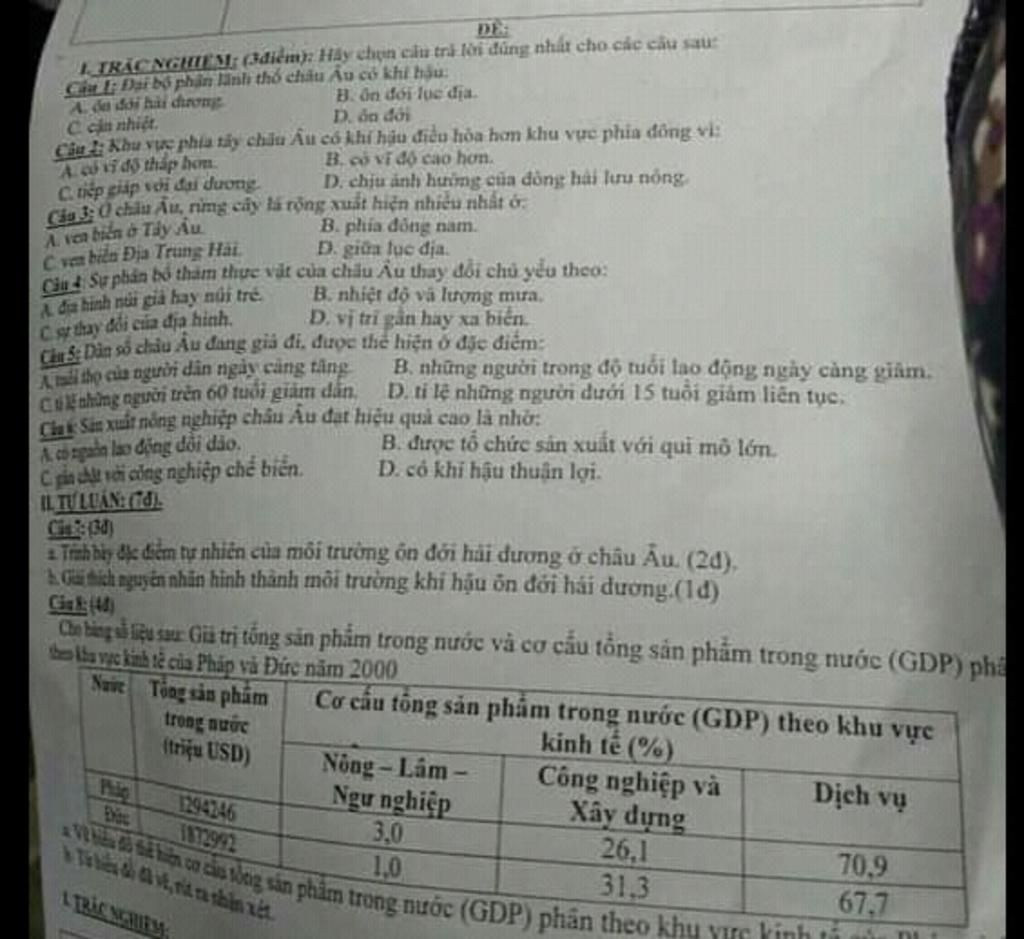 ĐỀ:
I. TRẮC NGHIỆM: (3điểm): Hãy chọn câu trả lời đúng nhất cho các câu sau:
Câu 1: Đại bộ phận lãnh thổ châu Âu có khí hậu:
A. ôn đới hải dương. B. ôn đới lục địa.
C. cận nhiệt. D. ôn đới
Câu 2: Khu vực phía tây châu Âu có khí hậu điều hòa hơn khu vực phía đông vì:
A. có vĩ độ thấp hơn. B. có vĩ độ cao hơn.
C. tiếp giáp với đại dương. D. chịu ảnh hưởng của dòng hải lưu nóng.
Câu 3: Ở châu Âu, rừng cây lá rộng xuất hiện nhiều nhất ở:
A. ven biển ở Tây Âu. B. phía đông nam.
C. ven biển Địa Trung Hải. D. giữa lục địa.
Câu 4: Sự phân bố thảm thực vật của châu Âu thay đổi chủ yếu theo:
A. địa hình núi già hay núi trẻ. B. nhiệt độ và lượng mưa.
C. sự thay đổi của địa hình. D. vị trí gần hay xa biển.
Câu 5: Dân số châu Âu đang già đi, được thể hiện ở đặc điểm:
A. tuổi thọ của người dân ngày càng tăng. B. những người trong độ tuổi lao động ngày càng giảm.
C. tỉ lệ những người trên 60 tuổi giảm dần. D. tỉ lệ những người dưới 15 tuổi giảm liên tục.
Câu 6: Sản xuất nông nghiệp châu Âu đạt hiệu quả cao là nhờ:
A. có nguồn lao động dồi dào. B. được tổ chức sản xuất với qui mô lớn.
C. gắn chặt với công nghiệp chế biến. D. có khí hậu thuận lợi.
II. TỰ LUẬN: (7đ).
Câu 7: (3đ)
a. Trình bày đặc điểm tự nhiên của môi trường ôn đới hải dương ở châu Âu. (2đ).
b. Giải thích nguyên nhân hình thành môi trường khí hậu ôn đới hải dương.(1đ)
Câu 8: (4đ)
Cho bảng số liệu sau: Giá trị tổng sản phẩm trong nước và cơ cấu tổng sản phẩm trong nước (GDP) phâ
theo khu vực kinh tế của Pháp và Đức năm 2000
Nước Tổng sản phẩm Cơ cấu tổng sản phẩm trong nước (GDP) theo khu vực
trong nước kinh tế (%)
(triệu USD) Nông – Lâm – Công nghiệp và Dịch vụ
Ngư nghiệp Xây dựng
Pháp 1294246 3,0 26,1 70,9
Đức 1872992 1,0 31,3 67,7
a. Vẽ biểu đồ thể hiện cơ cấu tổng sản phẩm trong nước (GDP) phân theo khu vực kinh tế
b. Từ biểu đồ đã vẽ, rút ra nhận xét.
I. TRẮC NGHIỆM: